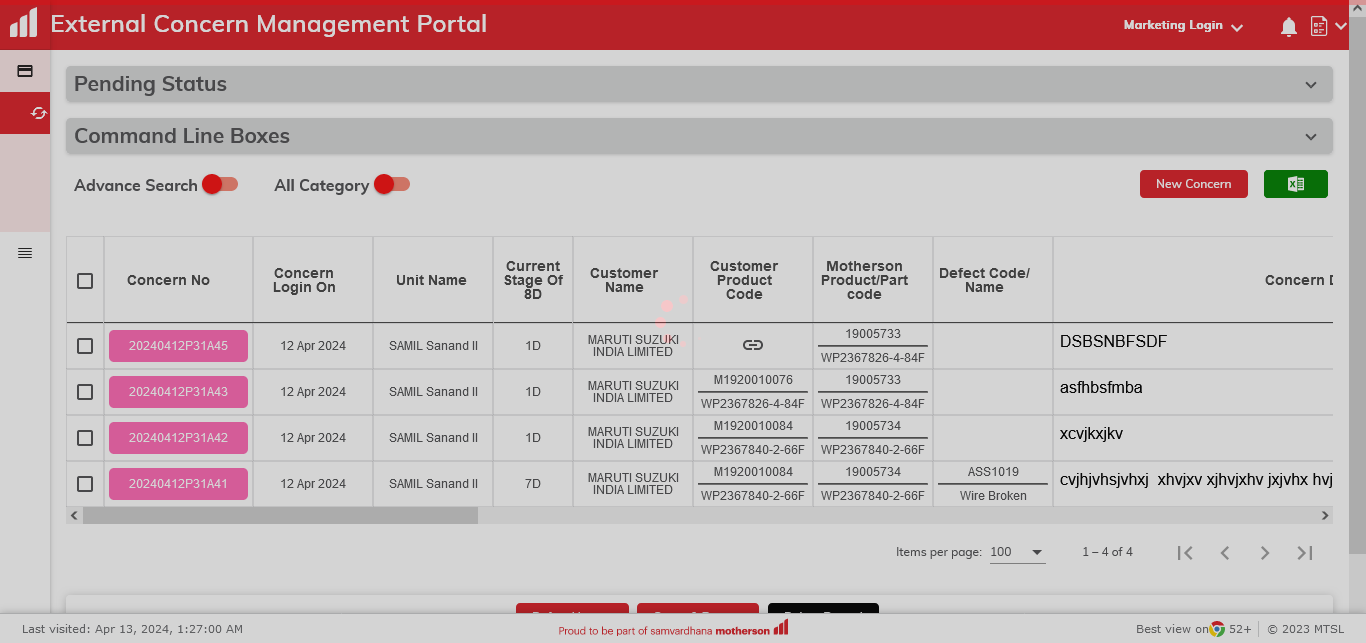 External Concern Management Portal
Marketing Login
Pending Status
Command Line Boxes
Advance Search
All Category
New Concern
Concern No
Concern
Login On
Unit Name
Current
Stage Of
8D
Customer
Name
Customer
Product
Code
Motherson
Product/Part
code
Defect Code/
Name
Concern D
20240412P31A45
12 Apr 2024
SAMIL Sanand II
1D
MARUTI SUZUKI
INDIA LIMITED
19005733
WP2367826-4-84F
DSBSNBFSDF
20240412P31A43
12 Apr 2024
SAMIL Sanand II
1D
MARUTI SUZUKI
INDIA LIMITED
M1920010076
WP2367826-4-84F
19005733
WP2367826-4-84F
asfhbsfmba
20240412P31A42
12 Apr 2024
SAMIL Sanand II
1D
MARUTI SUZUKI
INDIA LIMITED
M1920010084
WP2367840-2-66F
19005734
WP2367840-2-66F
xcvjkxjkv
20240412P31A41
12 Apr 2024
SAMIL Sanand II
7D
MARUTI SUZUKI
INDIA LIMITED
M1920010084
WP2367840-2-66F
19005734
WP2367840-2-66F
ASS1019
Wire Broken
cvjhjvhsjvhxj xhvjxv xjhvjxhv jxjvhx hvj
Items per page: 100
1 – 4 of 4
Last visited: Apr 13, 2024, 1:27:00 AM
Proud to be part of samvardhana motherson
Best view on 52+
© 2023 MTSL